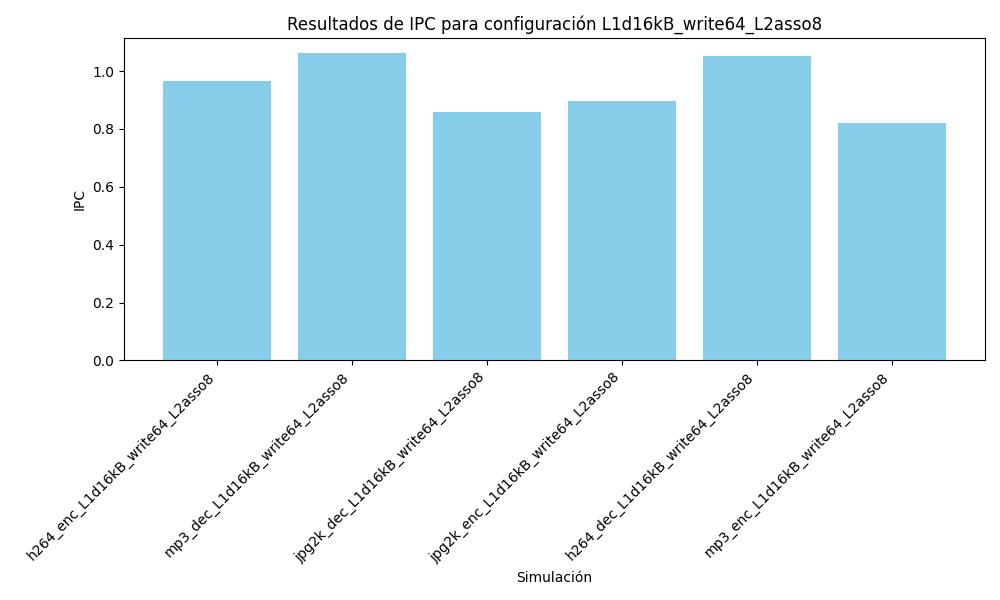 Resultados de IPC para configuración L1d16kB_write64_L2asso8
1.0
0.8
0.6
0.4
0.2
0.0
IPC
h264_enc_L1d16kB_write64_L2asso8
mp3_dec_L1d16kB_write64_L2asso8
jpg2k_dec_L1d16kB_write64_L2asso8
jpg2k_enc_L1d16kB_write64_L2asso8
h264_dec_L1d16kB_write64_L2asso8
mp3_enc_L1d16kB_write64_L2asso8
Simulación